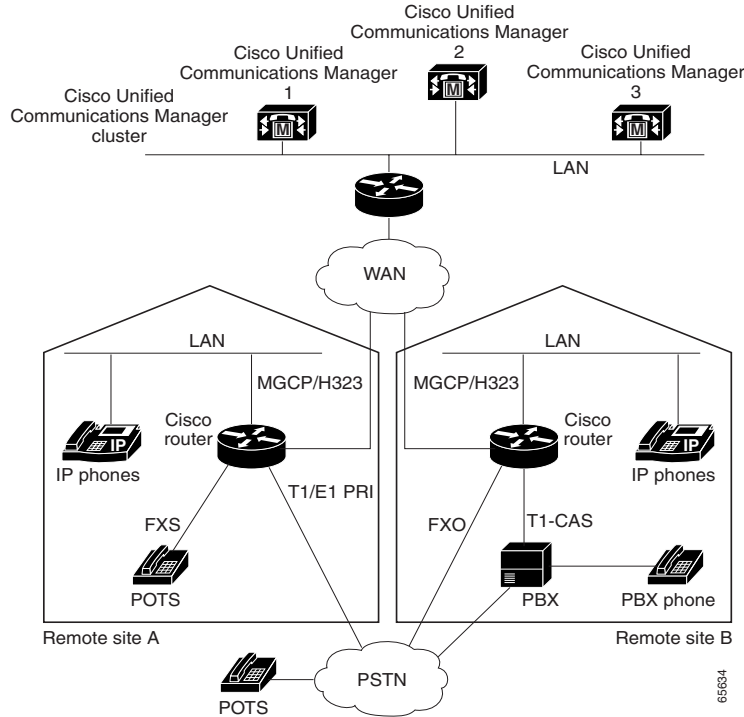 Cisco Unified
Communications Manager
2
Cisco Unified
Communications Manager
1
Cisco Unified
Communications Manager
3
Cisco Unified
Communications Manager
cluster
M
M
M
LAN
WAN
LAN
LAN
MGCP/H323
MGCP/H323
Cisco
router
Cisco
router
IP
IP
IP phones
IP phones
T1/E1 PRI
FXS
FXO
T1-CAS
POTS
PBX
PBX phone
Remote site A
Remote site B
PSTN
POTS
65634